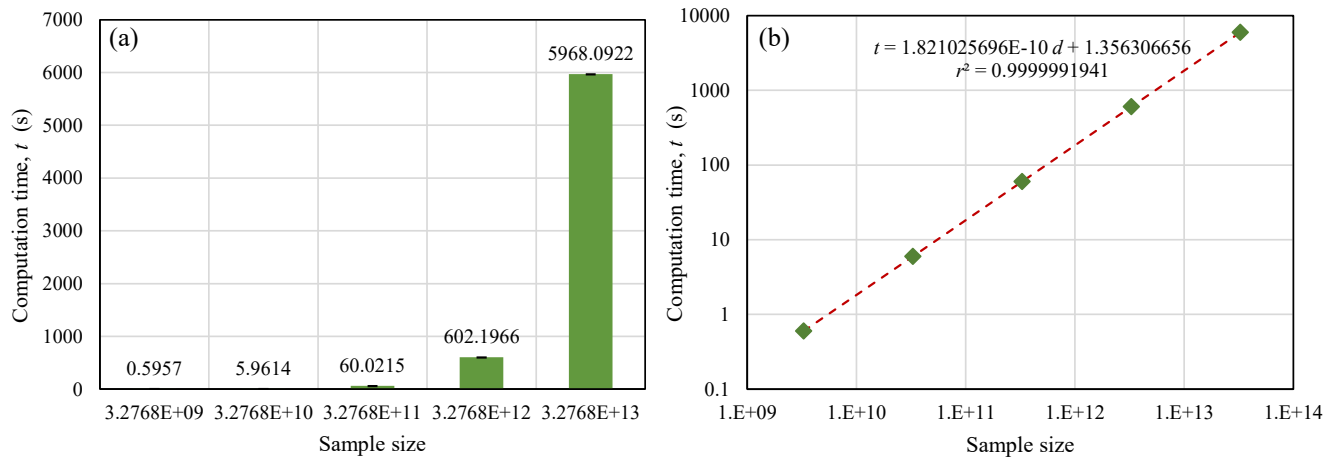 (a)
Computation time, t (s)
7000
6000
5000
4000
3000
2000
1000
0
0.5957
5.9614
60.0215
602.1966
5968.0922
3.2768E+09
3.2768E+10
3.2768E+11
3.2768E+12
3.2768E+13
Sample size
(b)
t = 1.821025696E-10 d + 1.356306656
r² = 0.9999991941
Computation time, t (s)
10000
1000
100
10
1
0.1
1.E+09
1.E+10
1.E+11
1.E+12
1.E+13
1.E+14
Sample size